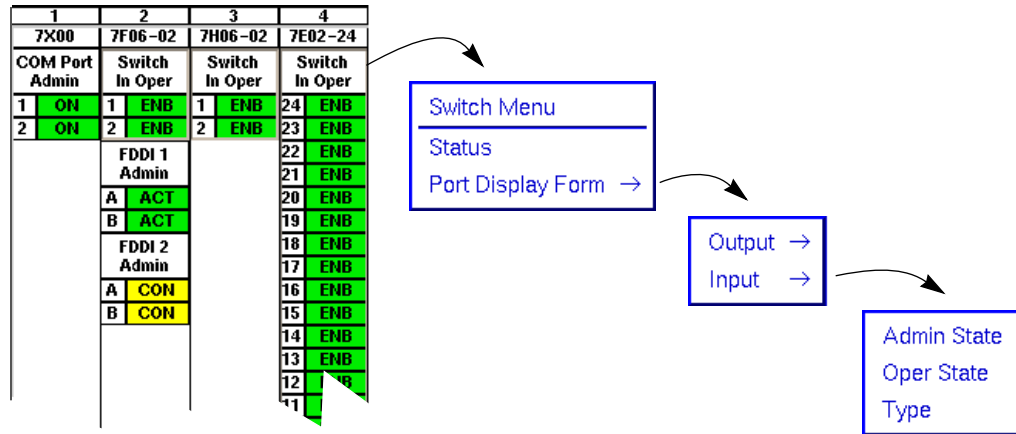 1 2 3 4
7X00 7F06-02 7H06-02 7E02-24
COM Port Switch Switch Switch
Admin In Oper In Oper In Oper
1 ON 1 ENB 1 ENB 24 ENB
2 ON 2 ENB 2 ENB 23 ENB
FDDI 1 22 ENB
Admin 21 ENB
A ACT 20 ENB
B ACT 19 ENB
FDDI 2 18 ENB
Admin 17 ENB
A CON 16 ENB
B CON 15 ENB
14 ENB
13 ENB
12
11
Switch Menu
Status
Port Display Form →
Output →
Input →
Admin State
Oper State
Type